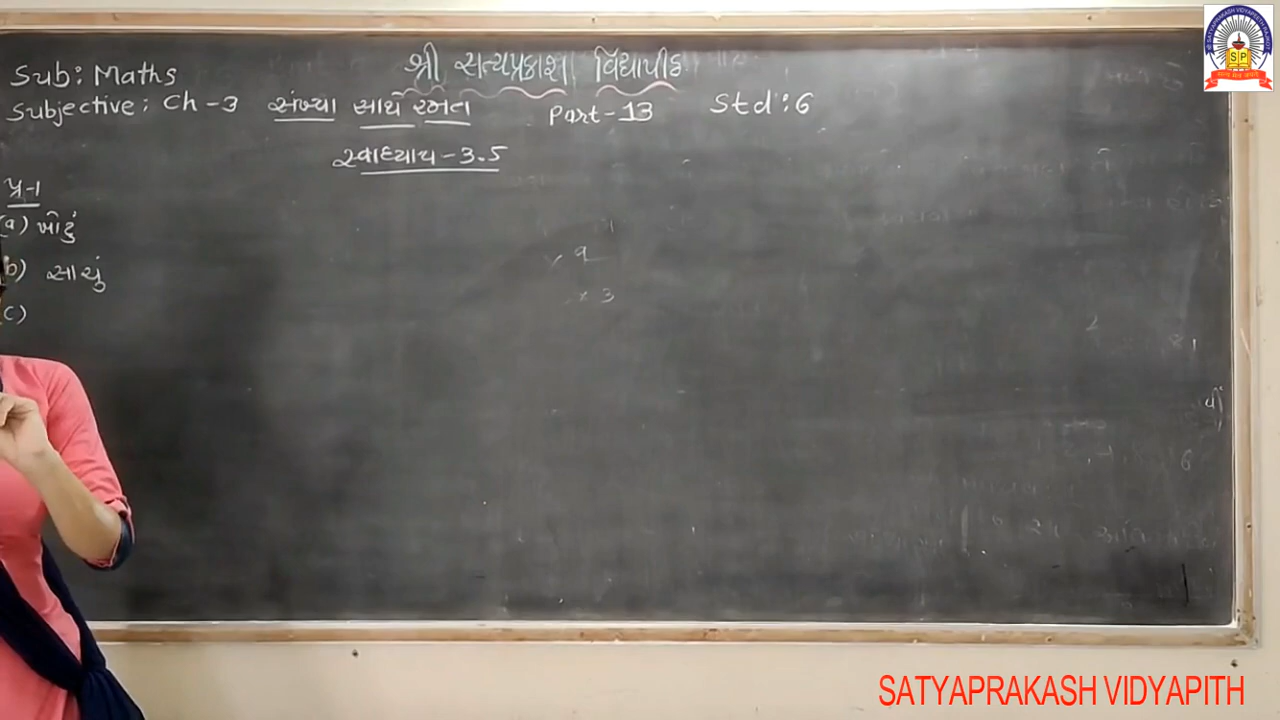 શ્રી સત્યપ્રકાશ વિદ્યાપીઠ
Sub: Maths
Subjective: Ch-3 સંખ્યા સાથે રમત Part-13 Std:6
સ્વાધ્યાય-3.5
પ્ર-1
(a) ખોટું
(b) સાચું
(c)
SATYAPRAKASH VIDYAPITH